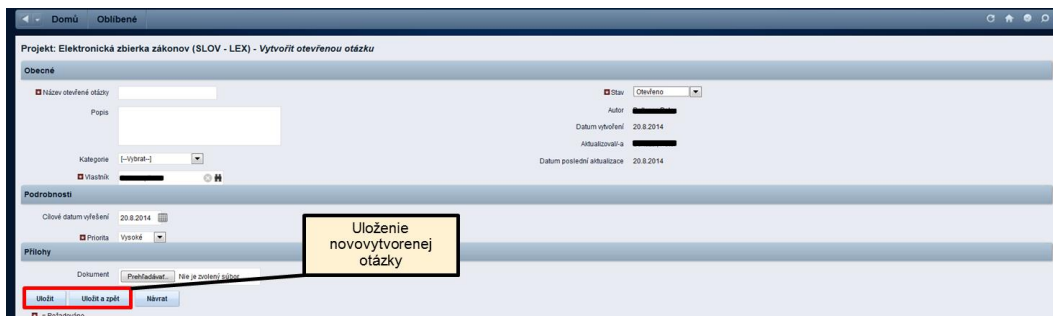 Domů Oblíbené
Projekt: Elektronická zbierka zákonov (SLOV - LEX) - Vytvořit otevřenou otázku
Obecné
Název otevřené otázky
Stav Otevřeno
Popis
Autor
Datum vytvoření 20.8.2014
Aktualizoval/-a
Kategorie [--Vybrat--]
Datum poslední aktualizace 20.8.2014
Vlastník
Podrobnosti
Cílové datum vyřešení 20.8.2014
Priorita Vysoké
Přílohy
Dokument Prehľadávať.. Nie je zvolený súbor.
Uložit Uložit a zpět Návrat
= Požadováno
Uloženie
novovytvorenej
otázky